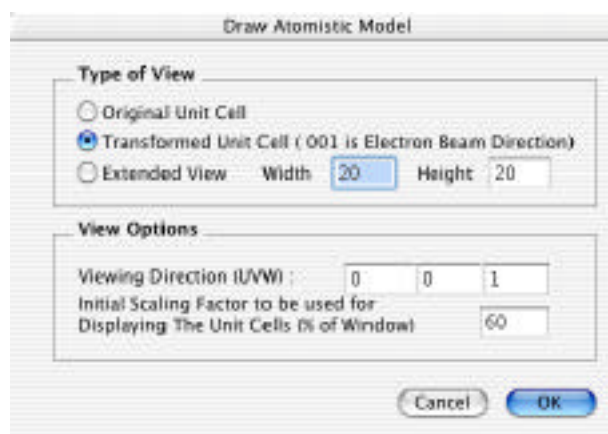 Draw Atomistic Model
Type of View
Original Unit Cell
Transformed Unit Cell ( 001 is Electron Beam Direction)
Extended View Width 20 Height 20
View Options
Viewing Direction (UVW) : 0 0 1
Initial Scaling Factor to be used for
Displaying The Unit Cells (% of Window) 60
Cancel OK